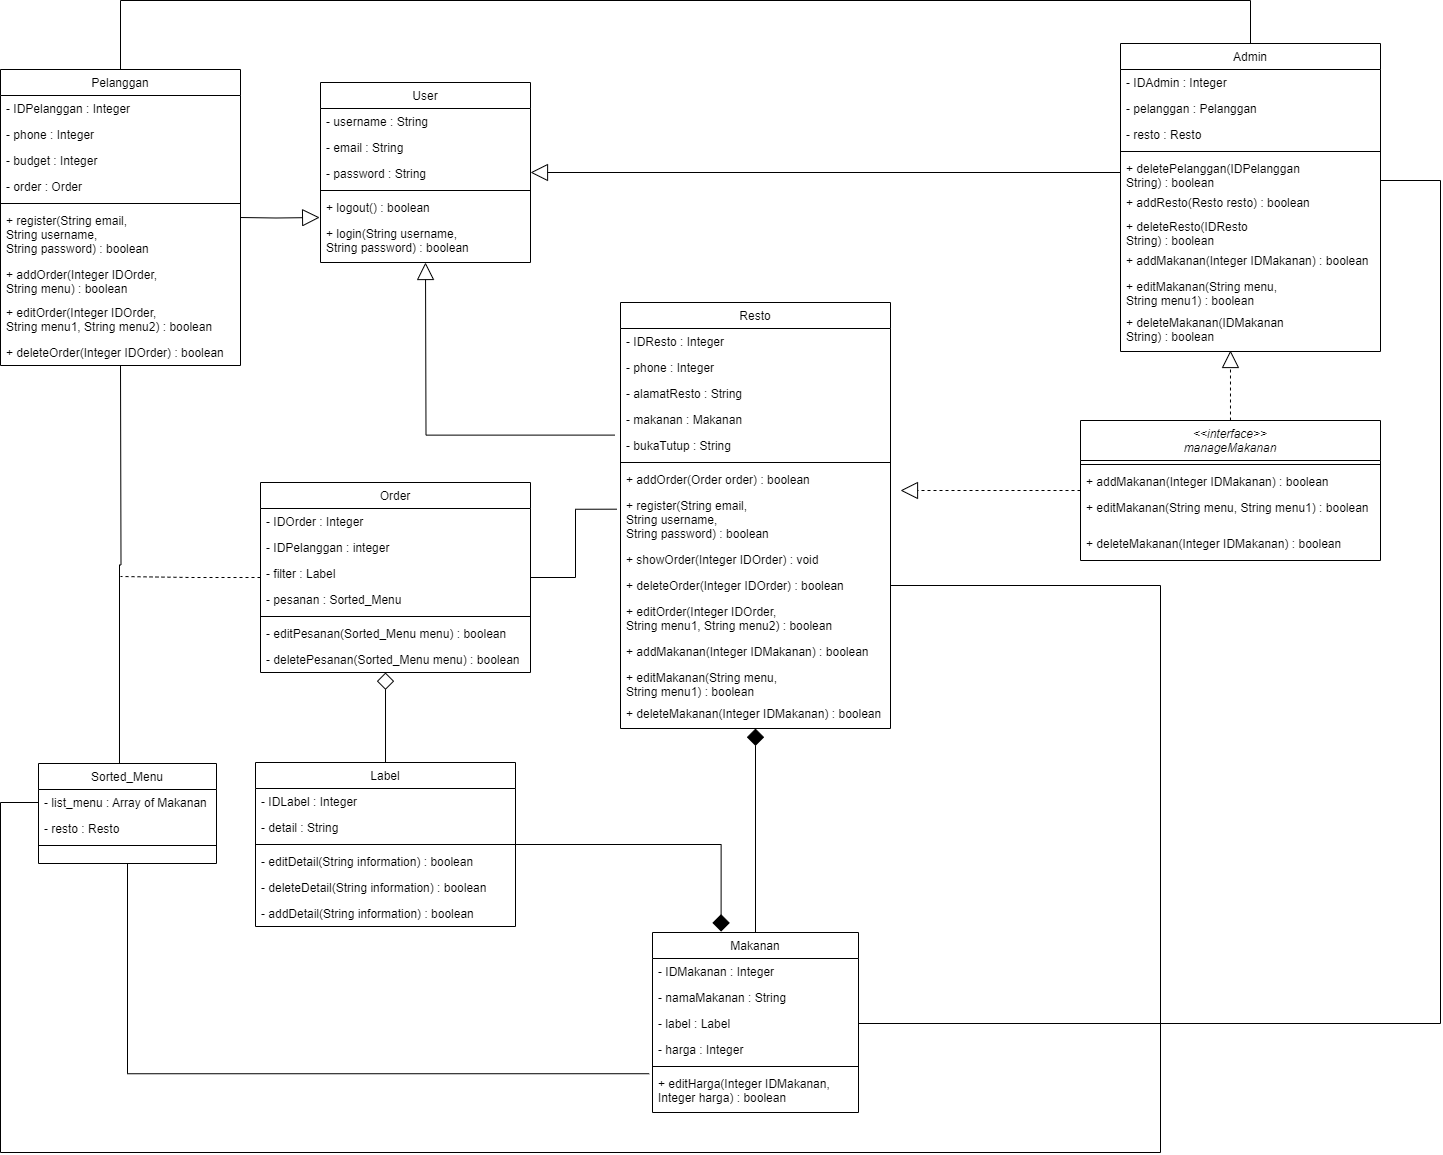 Pelanggan
- IDPelanggan : Integer
- phone : Integer
- budget : Integer
- order : Order
+ register(String email,
String username,
String password) : boolean
+ addOrder(Integer IDOrder,
String menu) : boolean
+ editOrder(Integer IDOrder,
String menu1, String menu2) : boolean
+ deleteOrder(Integer IDOrder) : boolean
User
- username : String
- email : String
- password : String
+ logout() : boolean
+ login(String username,
String password) : boolean
Admin
- IDAdmin : Integer
- pelanggan : Pelanggan
- resto : Resto
+ deletePelanggan(IDPelanggan
String) : boolean
+ addResto(Resto resto) : boolean
+ deleteResto(IDResto
String) : boolean
+ addMakanan(Integer IDMakanan) : boolean
+ editMakanan(String menu,
String menu1) : boolean
+ deleteMakanan(IDMakanan
String) : boolean
Resto
- IDResto : Integer
- phone : Integer
- alamatResto : String
- makanan : Makanan
- bukaTutup : String
+ addOrder(Order order) : boolean
+ register(String email,
String username,
String password) : boolean
+ showOrder(Integer IDOrder) : void
+ deleteOrder(Integer IDOrder) : boolean
+ editOrder(Integer IDOrder,
String menu1, String menu2) : boolean
+ addMakanan(Integer IDMakanan) : boolean
+ editMakanan(String menu,
String menu1) : boolean
+ deleteMakanan(Integer IDMakanan) : boolean
<<interface>>
manageMakanan
+ addMakanan(Integer IDMakanan) : boolean
+ editMakanan(String menu, String menu1) : boolean
+ deleteMakanan(Integer IDMakanan) : boolean
Order
- IDOrder : Integer
- IDPelanggan : integer
- filter : Label
- pesanan : Sorted_Menu
- editPesanan(Sorted_Menu menu) : boolean
- deletePesanan(Sorted_Menu menu) : boolean
Sorted_Menu
- list_menu : Array of Makanan
- resto : Resto
Label
- IDLabel : Integer
- detail : String
- editDetail(String information) : boolean
- deleteDetail(String information) : boolean
- addDetail(String information) : boolean
Makanan
- IDMakanan : Integer
- namaMakanan : String
- label : Label
- harga : Integer
+ editHarga(Integer IDMakanan,
Integer harga) : boolean